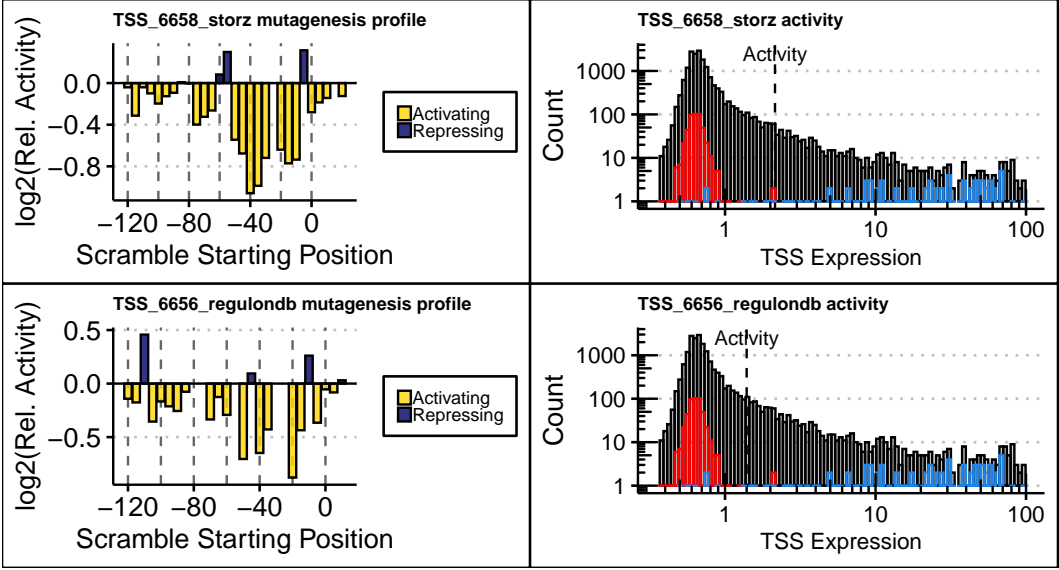 TSS_6658_storz mutagenesis profile
log2(Rel. Activity)
0.0
−0.4
−0.8
−120 −80 −40 0
Scramble Starting Position
Activating
Repressing
TSS_6658_storz activity
Activity
Count
1000
100
10
1
1 10 100
TSS Expression
TSS_6656_regulondb mutagenesis profile
log2(Rel. Activity)
0.5
0.0
−0.5
−120 −80 −40 0
Scramble Starting Position
Activating
Repressing
TSS_6656_regulondb activity
Activity
Count
1000
100
10
1
1 10 100
TSS Expression